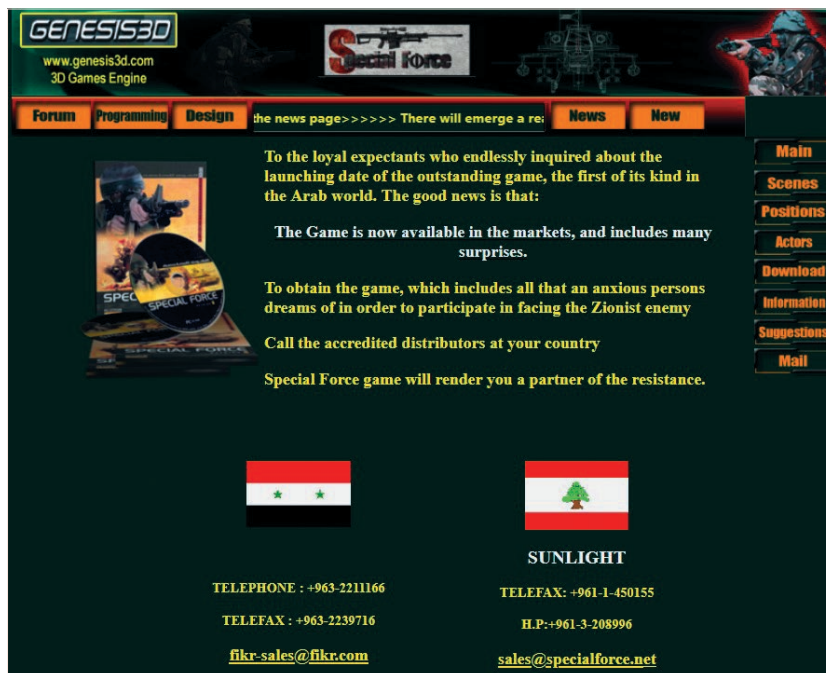 GENESIS3D
www.genesis3d.com
3D Games Engine
Special Force
Forum
Programming
Design
the news page>>>>>> There will emerge a rea
News
New
Main
Scenes
Positions
Actors
Download
Information
Suggestions
Mail
To the loyal expectants who endlessly inquired about the
launching date of the outstanding game, the first of its kind in
the Arab world. The good news is that:
The Game is now available in the markets, and includes many
surprises.
To obtain the game, which includes all that an anxious persons
dreams of in order to participate in facing the Zionist enemy
Call the accredited distributors at your country
Special Force game will render you a partner of the resistance.
SPEC
SPECIAL FORCE
SPECIAL FORCE
SUNLIGHT
TELEPHONE : +963-2211166
TELEFAX : +963-2239716
fikr-sales@fikr.com
TELEFAX: +961-1-450155
H.P:+961-3-208996
sales@specialforce.net